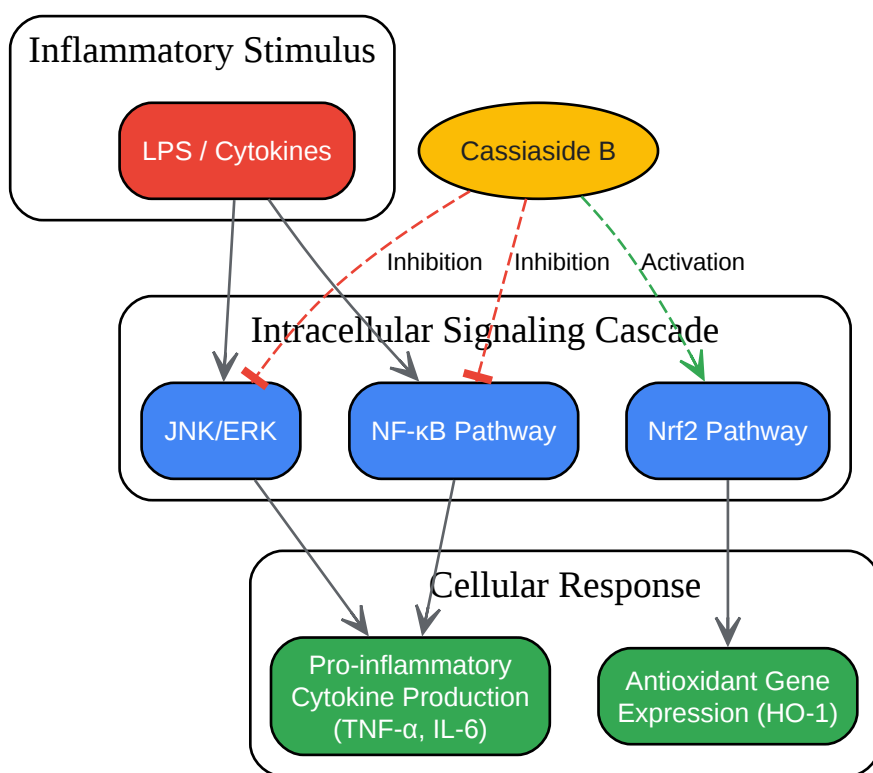 Inflammatory Stimulus
LPS / Cytokines
Cassiaside B
Inhibition
Inhibition
Activation
Intracellular Signaling Cascade
JNK/ERK
NF-κB Pathway
Nrf2 Pathway
Cellular Response
Pro-inflammatory
Cytokine Production
(TNF-α, IL-6)
Antioxidant Gene
Expression (HO-1)